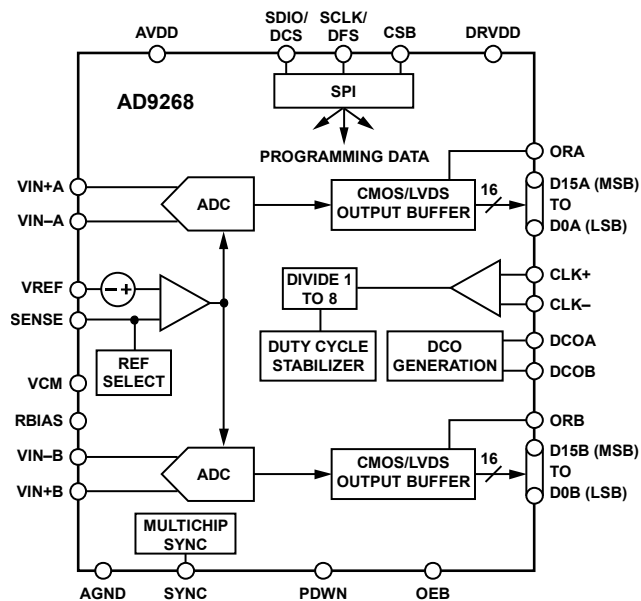 AVDD
SDIO/
DCS
SCLK/
DFS
CSB
DRVDD
AD9268
SPI
PROGRAMMING DATA
ORA
VIN+A
VIN–A
ADC
CMOS/LVDS
OUTPUT BUFFER
16
D15A (MSB)
TO
D0A (LSB)
VREF
– +
SENSE
REF
SELECT
DIVIDE 1
TO 8
CLK+
CLK–
DUTY CYCLE
STABILIZER
DCO
GENERATION
DCOA
DCOB
VCM
RBIAS
ORB
VIN–B
VIN+B
ADC
CMOS/LVDS
OUTPUT BUFFER
16
D15B (MSB)
TO
D0B (LSB)
MULTICHIP
SYNC
AGND
SYNC
PDWN
OEB